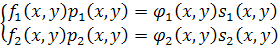 f₁(x, y)p₁(x, y) = φ₁(x, y)s₁(x, y)
f₂(x, y)p₂(x, y) = φ₂(x, y)s₂(x, y)